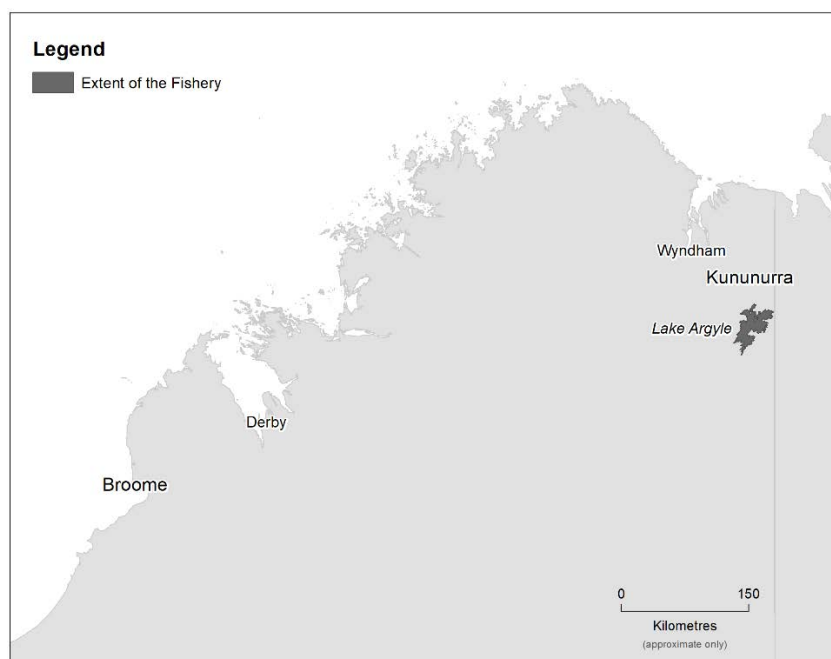 Legend
Extent of the Fishery
Wyndham
Kununurra
Lake Argyle
Derby
Broome
0 150
Kilometres
(approximate only)